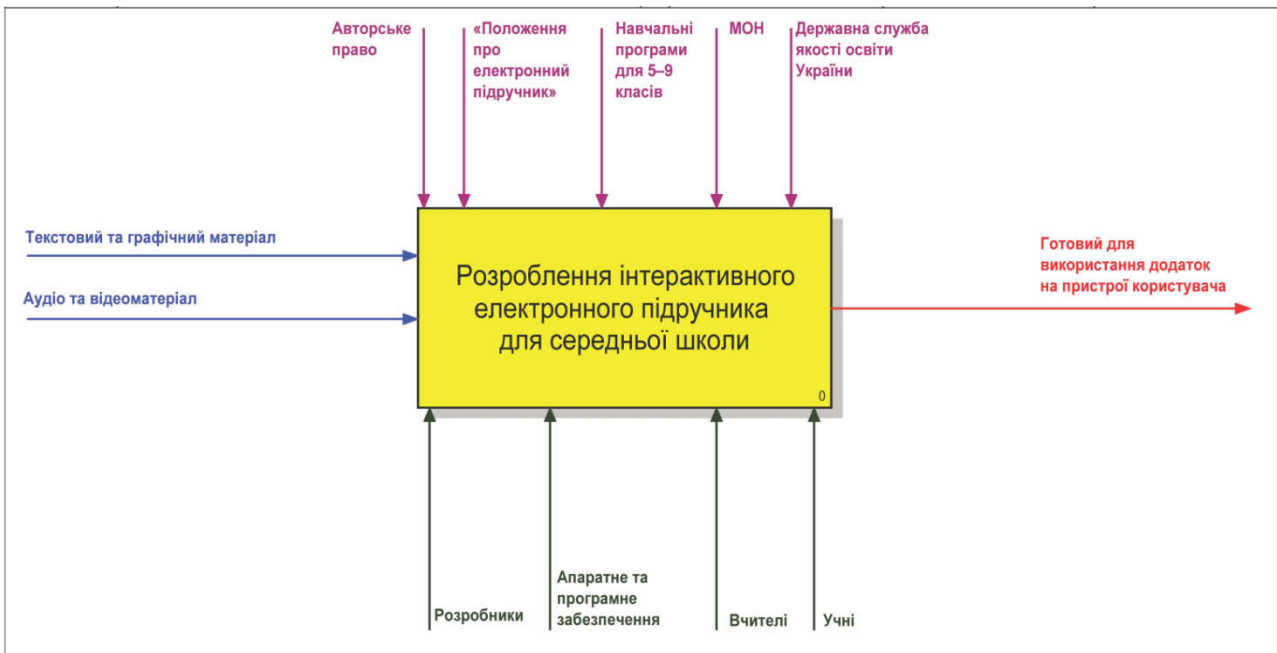 Авторське
право
«Положення
про
електронний
підручник»
Навчальні
програми
для 5–9
класів
МОН
Державна служба
якості освіти
України
Текстовий та графічний матеріал
Аудіо та відеоматеріал
Розроблення інтерактивного
електронного підручника
для середньої школи
0
Готовий для
використання додаток
на пристрої користувача
Розробники
Апаратне та
програмне
забезпечення
Вчителі
Учні